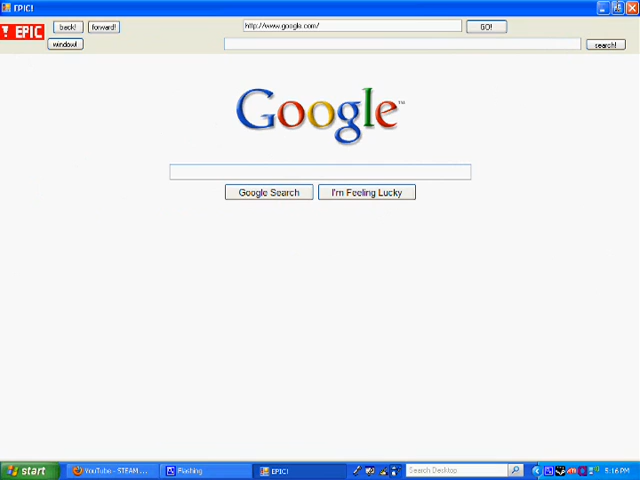 EPIC!
back!
forward!
http://www.google.com/
GO!
! EPIC
window!
search!
Google™
Google Search
I'm Feeling Lucky
start
YouTube - STEAM ...
Flashing
EPIC!
Search Desktop
5:16 PM